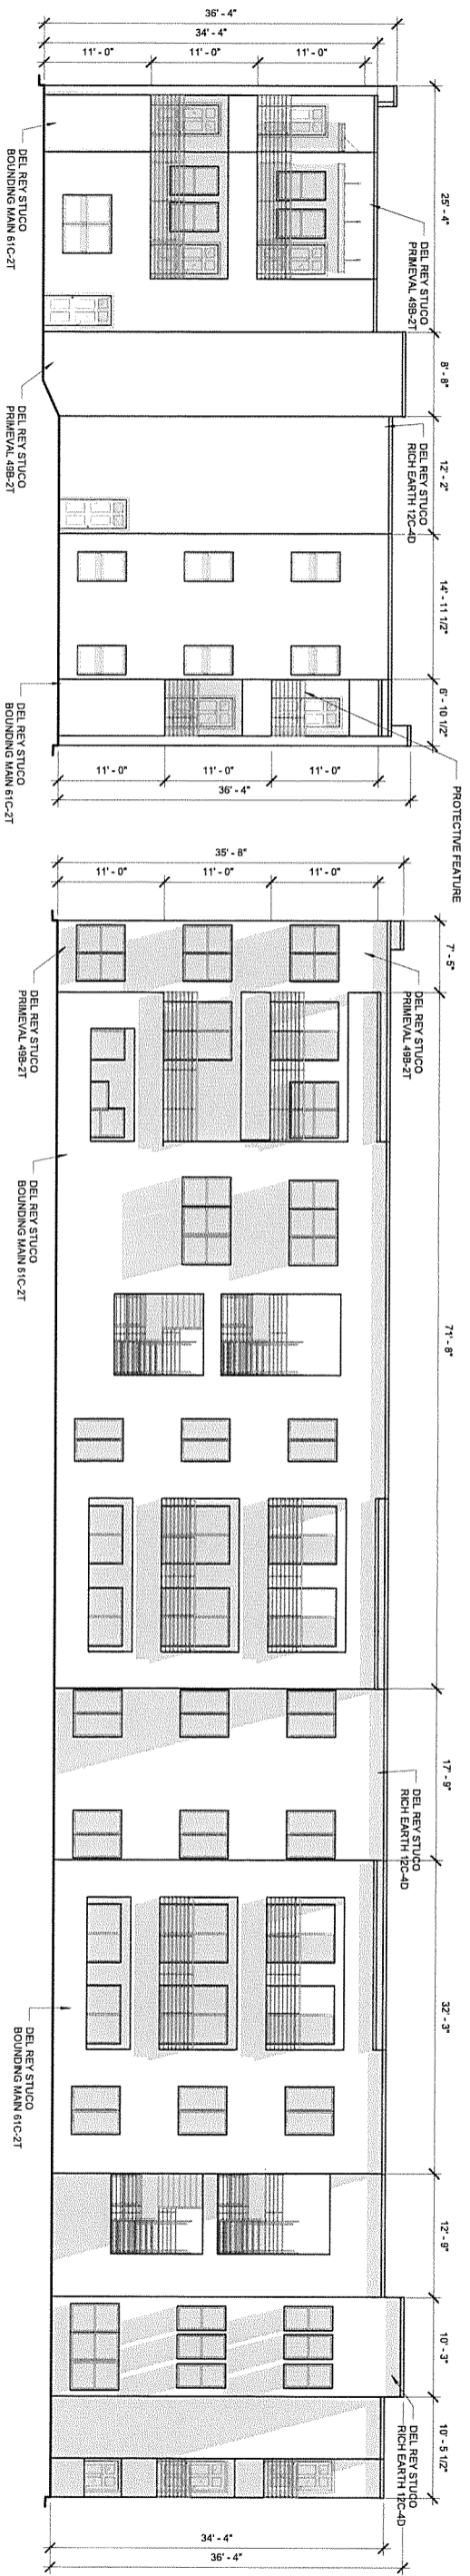 36' - 4"
34' - 4"
11' - 0"
11' - 0"
11' - 0"
25' - 4"
8' - 8"
12' - 2"
14' - 11 1/2"
6' - 10 1/2"
DEL REY STUCO
PRIMEVAL 49B-2T
DEL REY STUCO
RICH EARTH 12C-4D
PROTECTIVE FEATURE
DEL REY STUCO
BOUNDING MAIN 61C-2T
DEL REY STUCO
PRIMEVAL 49B-2T
DEL REY STUCO
BOUNDING MAIN 61C-2T
11' - 0"
11' - 0"
11' - 0"
36' - 4"
35' - 8"
11' - 0"
11' - 0"
11' - 0"
7' - 5"
71' - 8"
17' - 9"
32' - 3"
12' - 9"
10' - 3"
10' - 5 1/2"
DEL REY STUCO
PRIMEVAL 49B-2T
DEL REY STUCO
RICH EARTH 12C-4D
DEL REY STUCO
RICH EARTH 12C-4D
DEL REY STUCO
PRIMEVAL 49B-2T
DEL REY STUCO
BOUNDING MAIN 61C-2T
DEL REY STUCO
BOUNDING MAIN 61C-2T
34' - 4"
36' - 4"